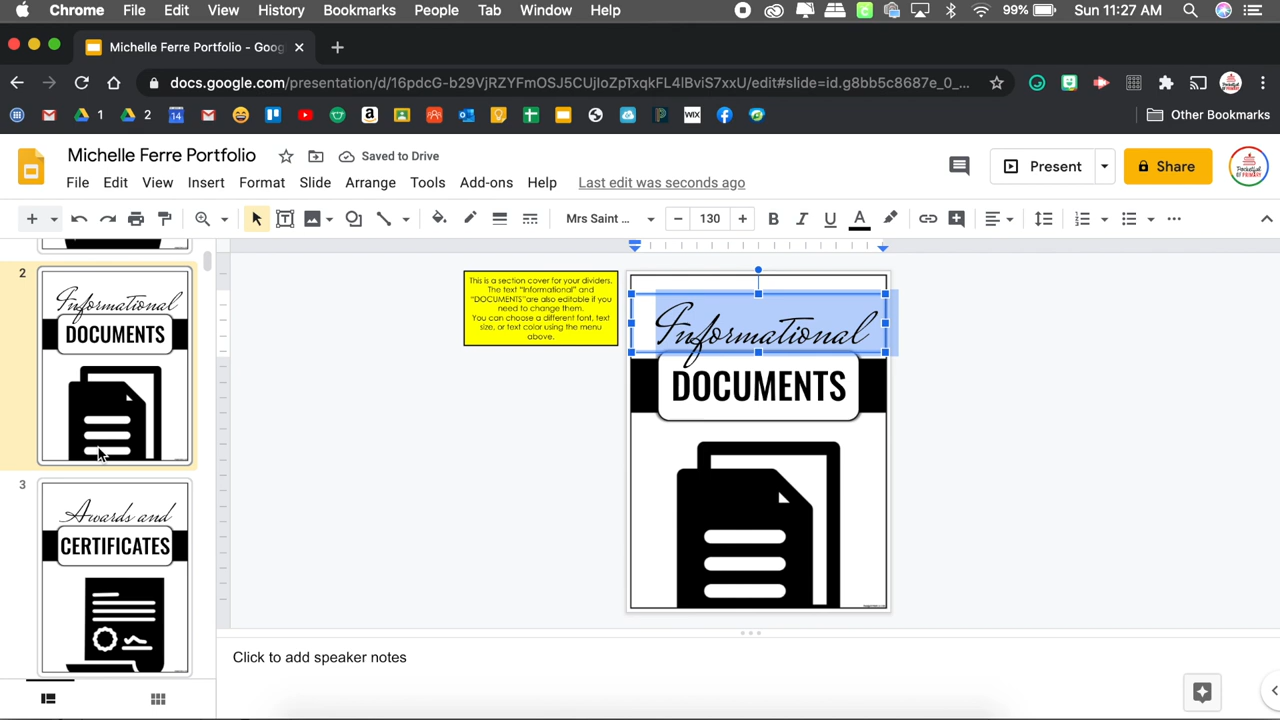 Chrome File Edit View History Bookmarks People Tab Window Help 99% Sun 11:27 AM
Michelle Ferre Portfolio - Goog
docs.google.com/presentation/d/16pdcG-b29VjRZYFmOSJ5CUjIoZpTxqkFL4lBviS7xxU/edit#slide=id.g8bb5c8687e_0_...
1 2 14 WIX Other Bookmarks
Michelle Ferre Portfolio Saved to Drive
Present Share
File Edit View Insert Format Slide Arrange Tools Add-ons Help Last edit was seconds ago
Mrs Saint ... 130 B I U A
2
Informational
DOCUMENTS
3
Awards and
CERTIFICATES
This is a section cover for your dividers.
The text "Informational" and
"DOCUMENTS"are also editable if you
need to change them.
You can choose a different font, text
size, or text color using the menu
above.
Informational
DOCUMENTS
Click to add speaker notes